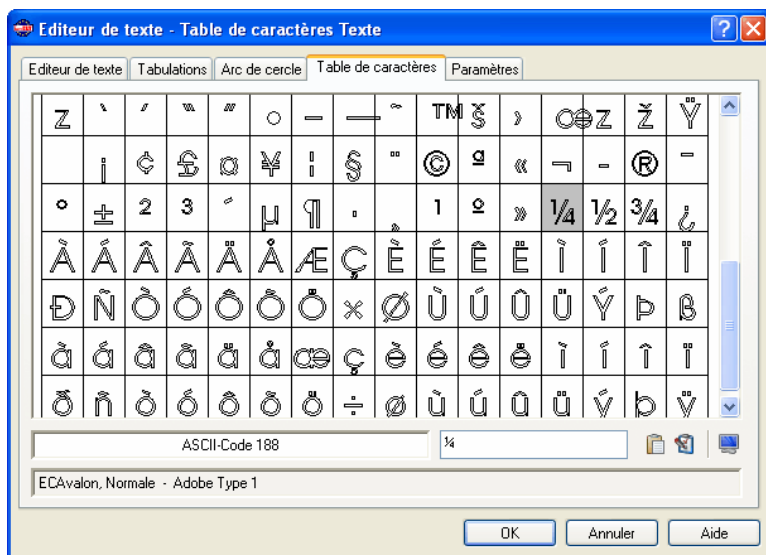 Editeur de texte - Table de caractères Texte
Editeur de texte Tabulations Arc de cercle Table de caractères Paramètres
Z ` ´ \\\ ″ ○ – — ˜ ™ š › œ Z ž Ÿ
¡ ¢ £ ¤ ¥ ¦ § ¨ © ª « ¬ - ® ¯
° ± 2 3 ´ µ ¶ · ¸ 1 º » ¼ ½ ¾ ¿
À Á Â Ã Ä Å Æ Ç È É Ê Ë Ì Í Î Ï
Ð Ñ Ò Ó Ô Õ Ö × Ø Ù Ú Û Ü Ý Þ ß
à á â ã ä å æ ç è é ê ë ì í î ï
ð ñ ò ó ô õ ö ÷ ø ù ú û ü ý þ ÿ
ASCII-Code 188 ¼
ECAvalon, Normale - Adobe Type 1
OK Annuler Aide